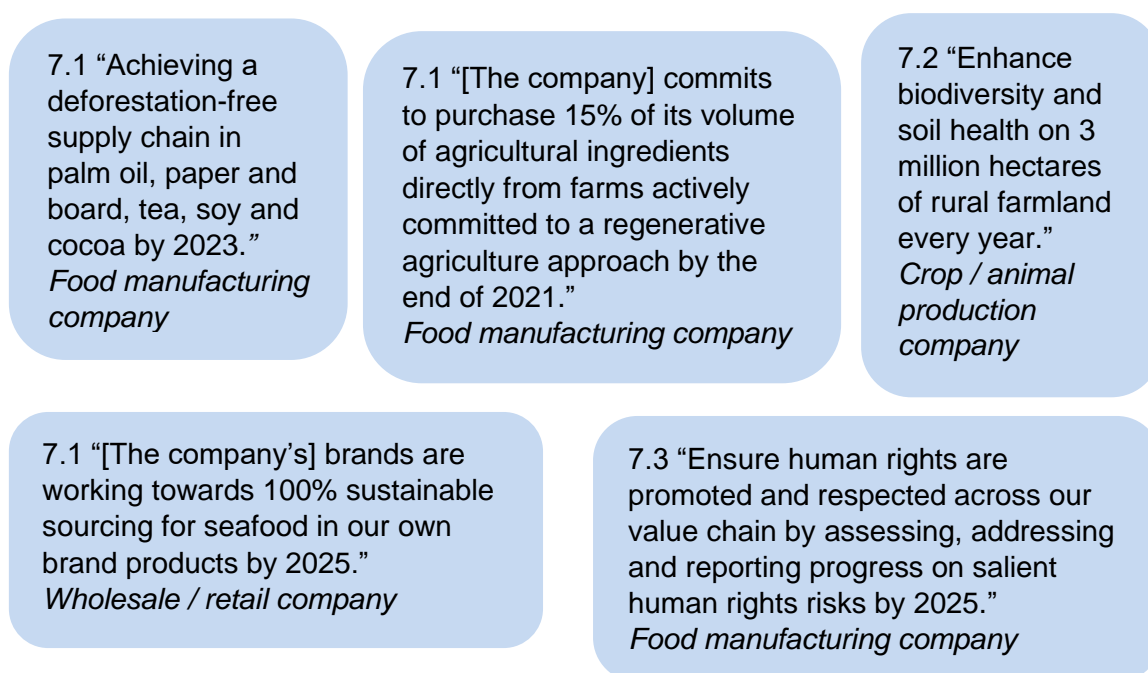 7.1 “Achieving a
deforestation-free
supply chain in
palm oil, paper and
board, tea, soy and
cocoa by 2023.”
Food manufacturing
company
7.1 “[The company] commits
to purchase 15% of its volume
of agricultural ingredients
directly from farms actively
committed to a regenerative
agriculture approach by the
end of 2021.”
Food manufacturing company
7.2 “Enhance
biodiversity and
soil health on 3
million hectares
of rural farmland
every year.”
Crop / animal
production
company
7.1 “[The company’s] brands are
working towards 100% sustainable
sourcing for seafood in our own
brand products by 2025.”
Wholesale / retail company
7.3 “Ensure human rights are
promoted and respected across our
value chain by assessing, addressing
and reporting progress on salient
human rights risks by 2025.”
Food manufacturing company